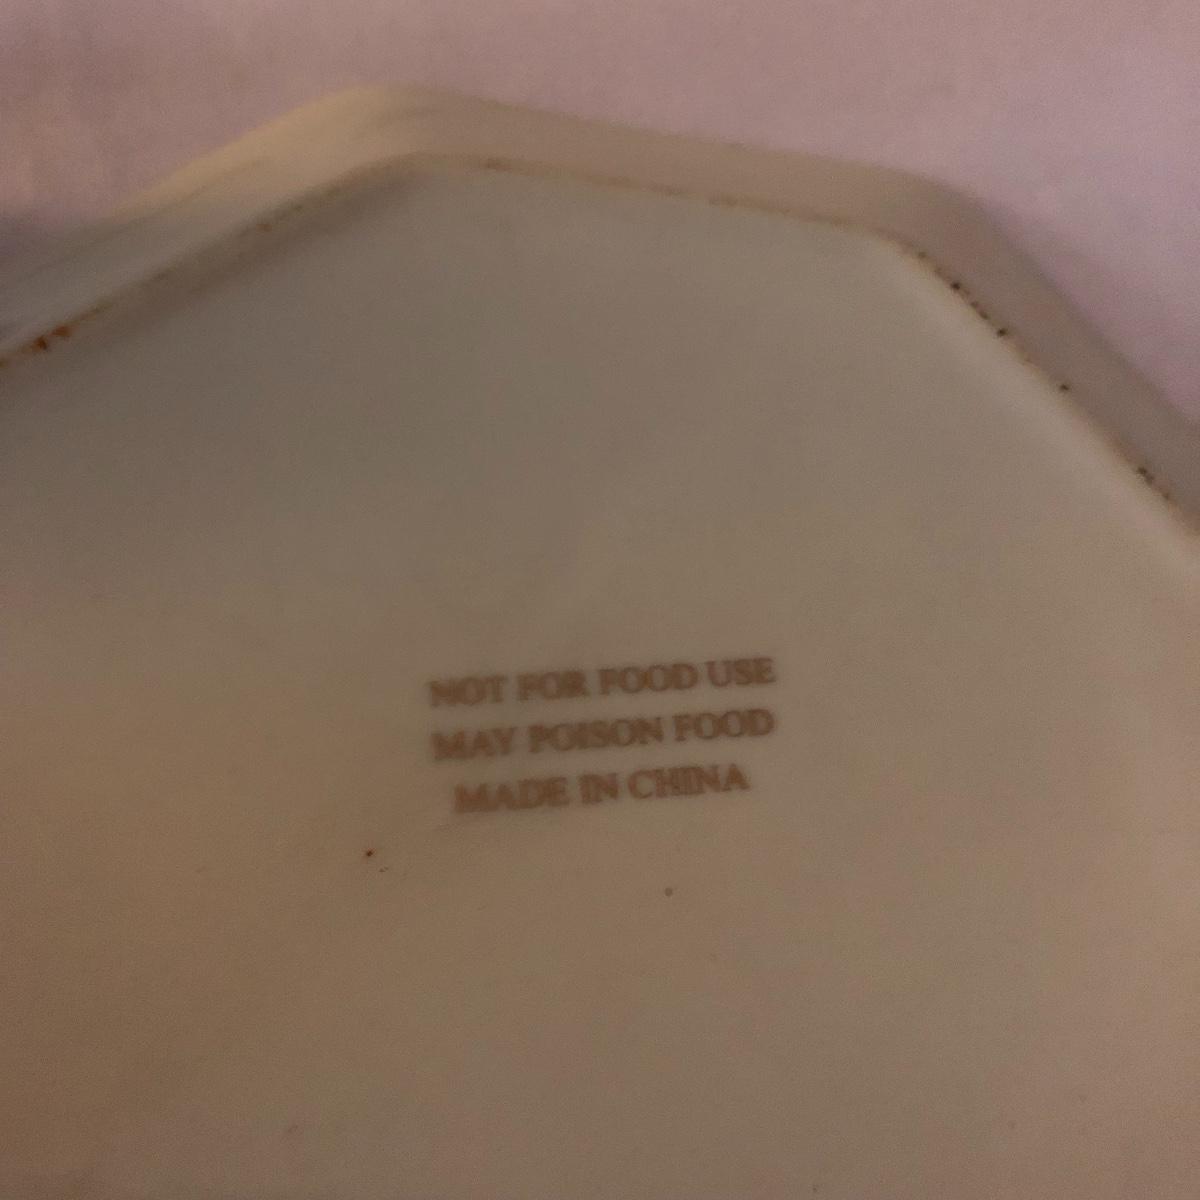 NOT FOR FOOD USE
MAY POISON FOOD
MADE IN CHINA